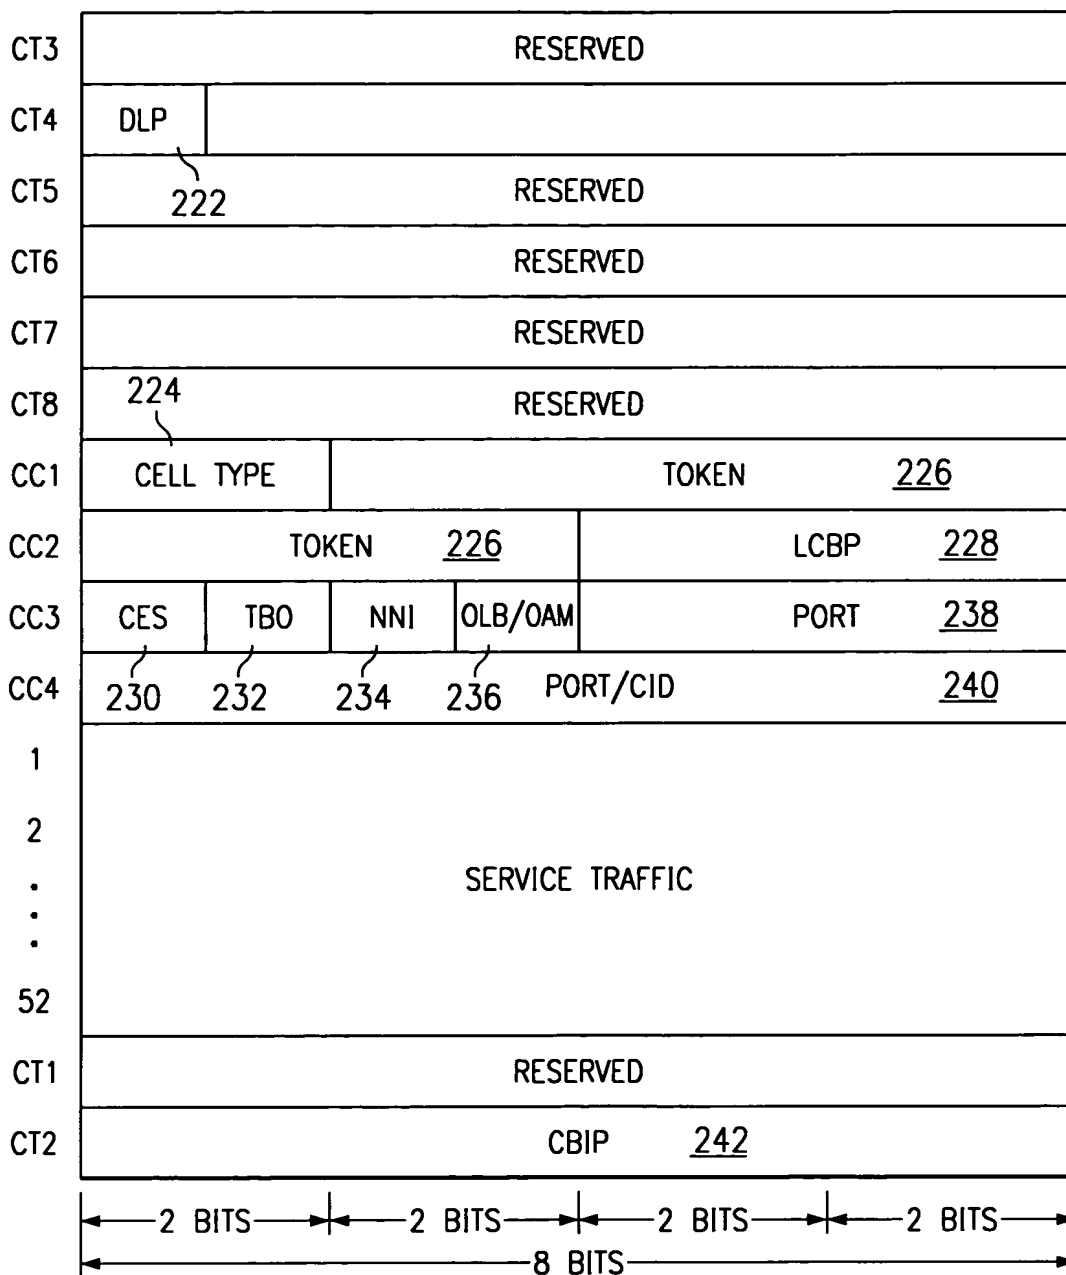 CT3 RESERVED
CT4 DLP
222
CT5 RESERVED
CT6 RESERVED
CT7 RESERVED
224
CT8 RESERVED
CC1 CELL TYPE TOKEN 226
CC2 TOKEN 226 LCBP 228
CC3 CES TBO NNI OLB/OAM PORT 238
CC4 230 232 234 236 PORT/CID 240
1
2
.
.
.
SERVICE TRAFFIC
52
CT1 RESERVED
CT2 CBIP 242
2 BITS 2 BITS 2 BITS 2 BITS
8 BITS